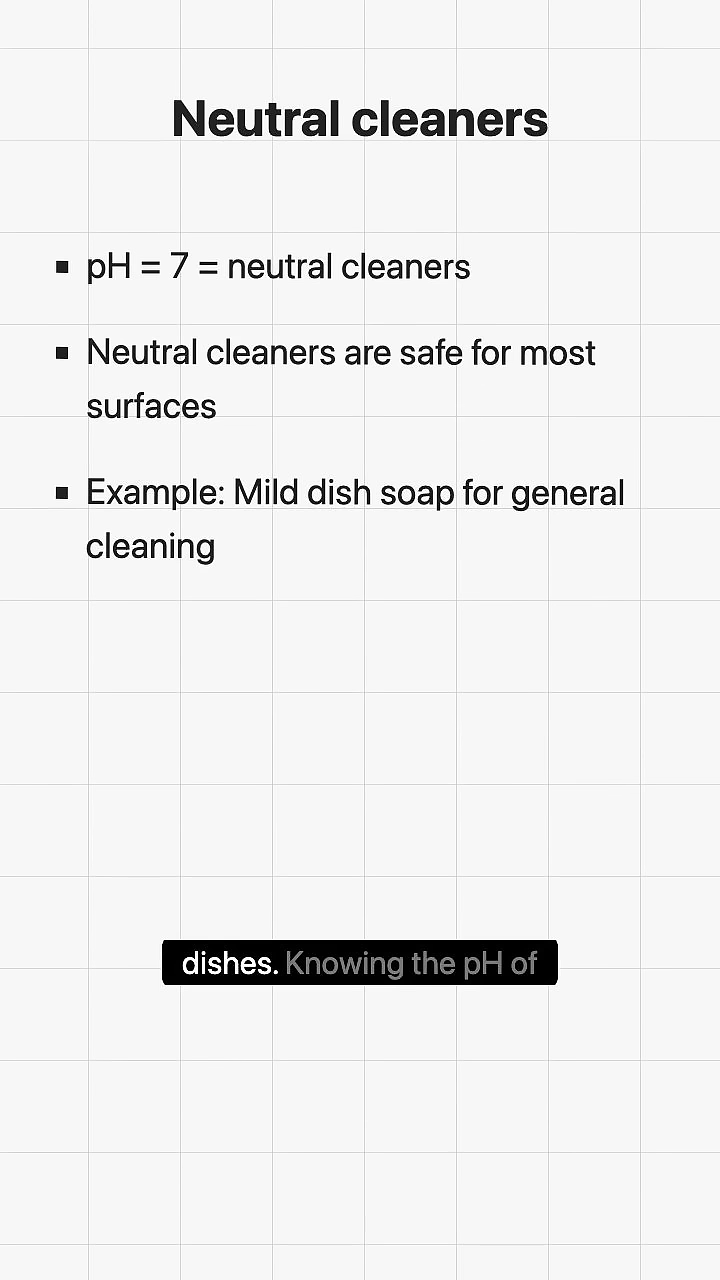 Neutral cleaners
▪ pH = 7 = neutral cleaners
▪ Neutral cleaners are safe for most
surfaces
▪ Example: Mild dish soap for general
cleaning
dishes. Knowing the pH of